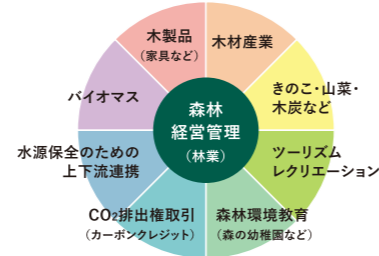 木製品
（家具など）
木材産業
きのこ・山菜・
木炭など
ツーリズム
レクリエーション
森林環境教育
（森の幼稚園など）
CO₂排出権取引
（カーボンクレジット）
水源保全のための
上下流連携
バイオマス
森林
経営管理
（林業）